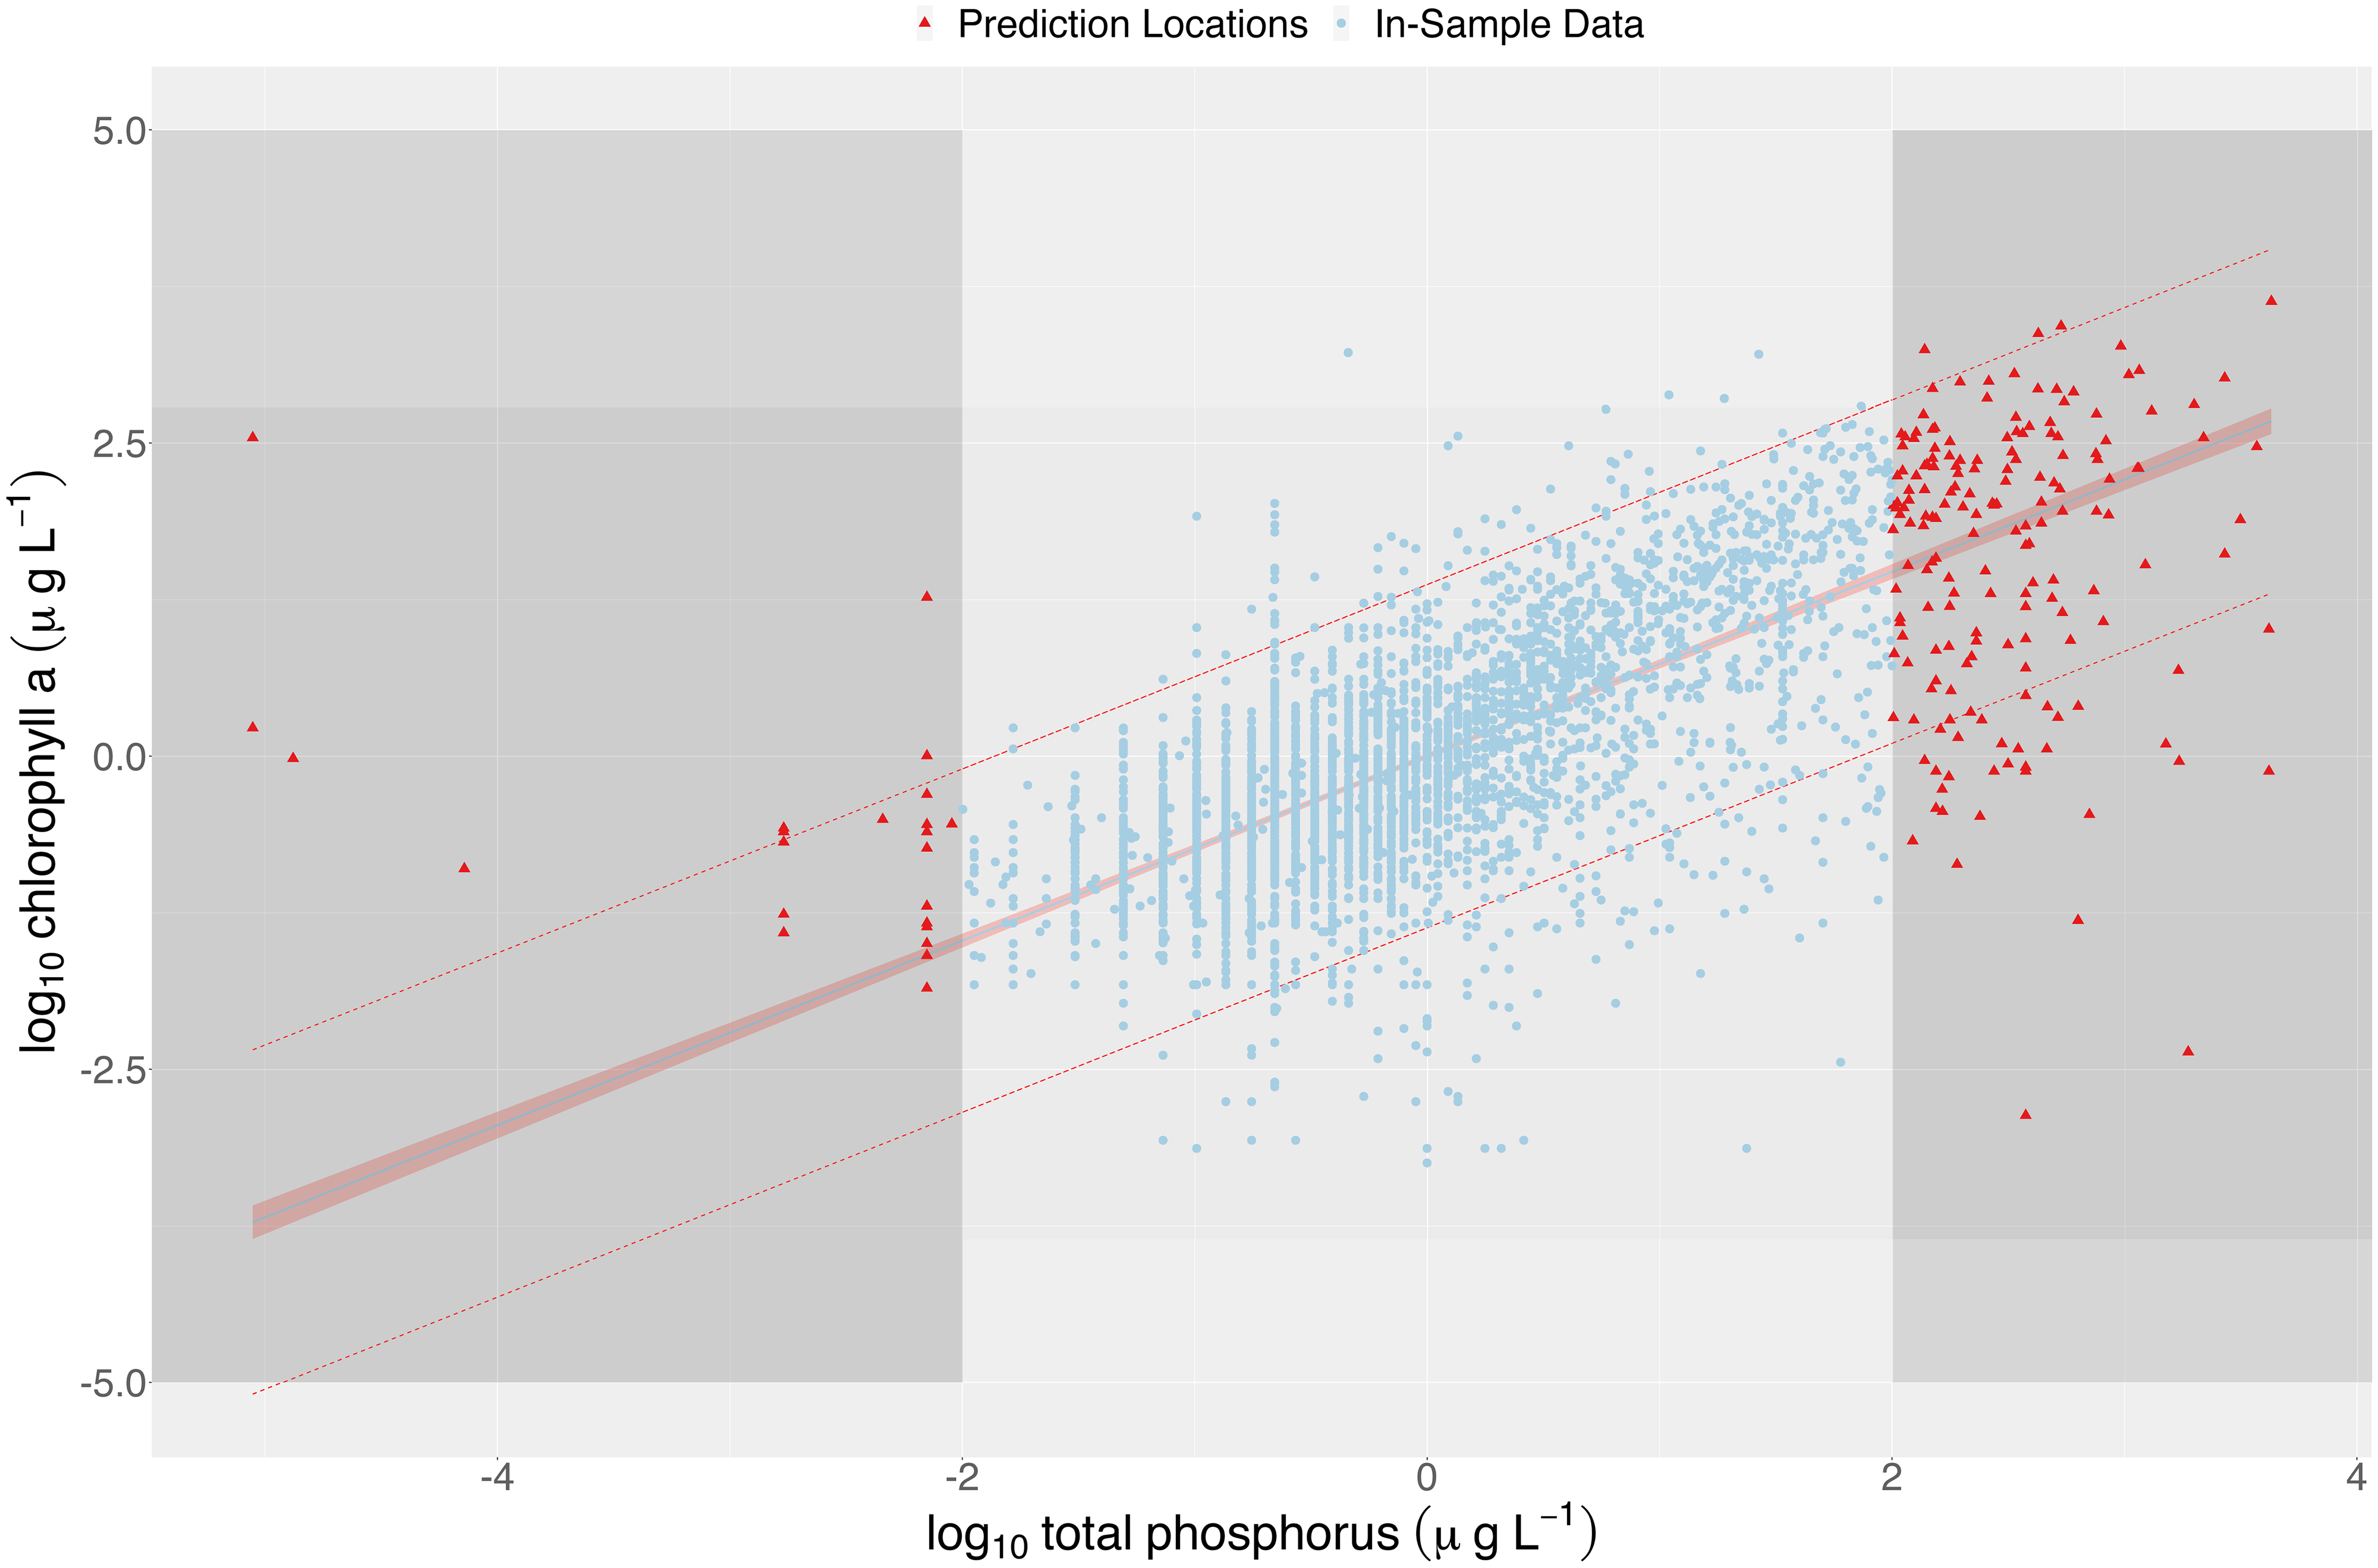 Prediction Locations In-Sample Data
5.0
2.5
0.0
-2.5
-5.0
log₁₀ chlorophyll a (μ g L⁻¹)
-4 -2 0 2 4
log₁₀ total phosphorus (μ g L⁻¹)